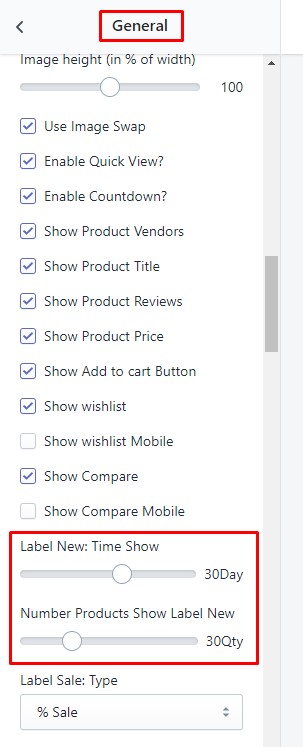 General
Image height (in % of width)
100
Use Image Swap
Enable Quick View?
Enable Countdown?
Show Product Vendors
Show Product Title
Show Product Reviews
Show Product Price
Show Add to cart Button
Show wishlist
Show wishlist Mobile
Show Compare
Show Compare Mobile
Label New: Time Show
30Day
Number Products Show Label New
30Qty
Label Sale: Type
% Sale